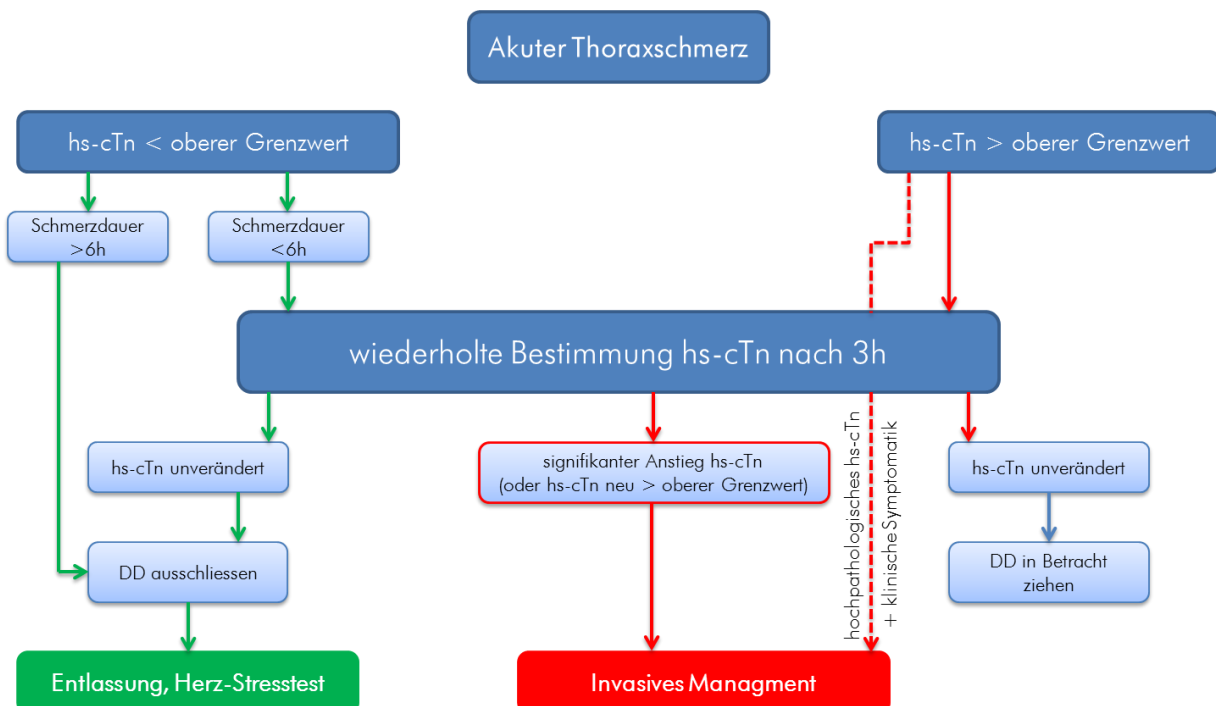 Akuter Thoraxschmerz
hs-cTn < oberer Grenzwert
hs-cTn > oberer Grenzwert
Schmerzdauer
>6h
Schmerzdauer
<6h
wiederholte Bestimmung hs-cTn nach 3h
hs-cTn unverändert
signifikanter Anstieg hs-cTn
(oder hs-cTn neu > oberer Grenzwert)
hochpathologisches hs-cTn
+ klinische Symptomatik
hs-cTn unverändert
DD ausschliessen
DD in Betracht
ziehen
Entlassung, Herz-Stresstest
Invasives Managment